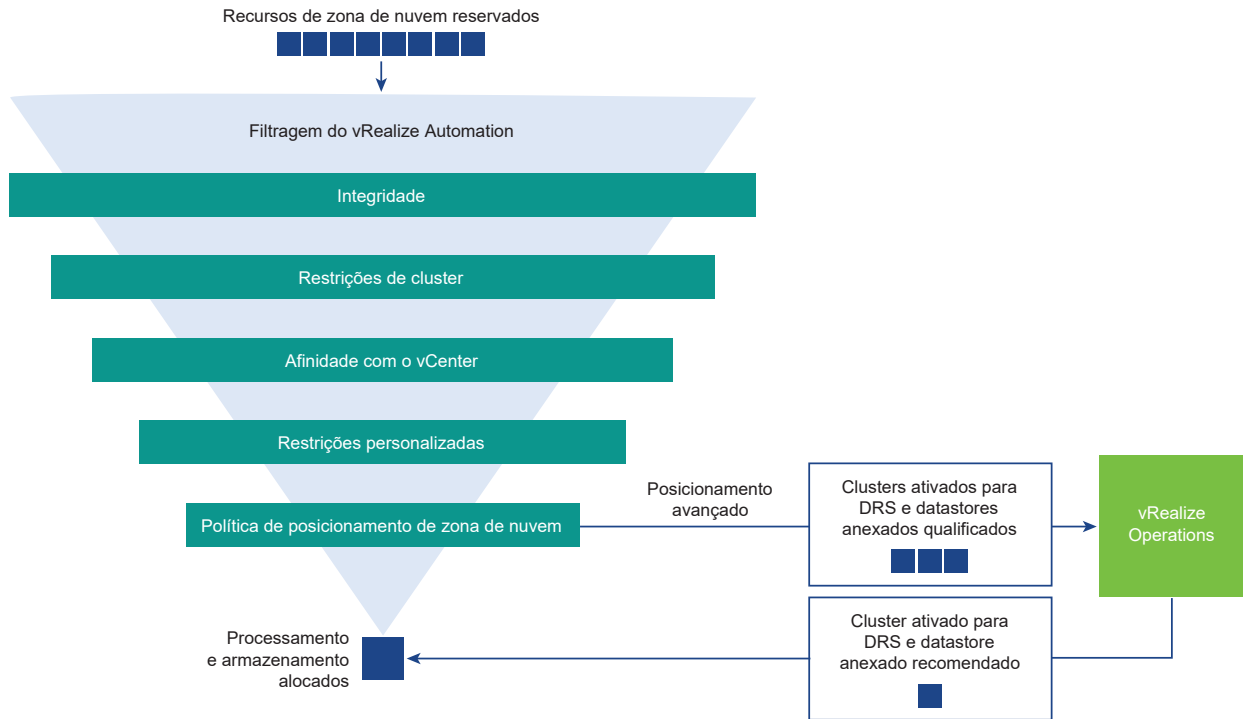 Recursos de zona de nuvem reservados
Filtragem do vRealize Automation
Integridade
Restrições de cluster
Afinidade com o vCenter
Restrições personalizadas
Política de posicionamento de zona de nuvem
Posicionamento
avançado
Clusters ativados para
DRS e datastores
anexados qualificados
vRealize
Operations
Cluster ativado para
DRS e datastore
anexado recomendado
Processamento
e armazenamento
alocados